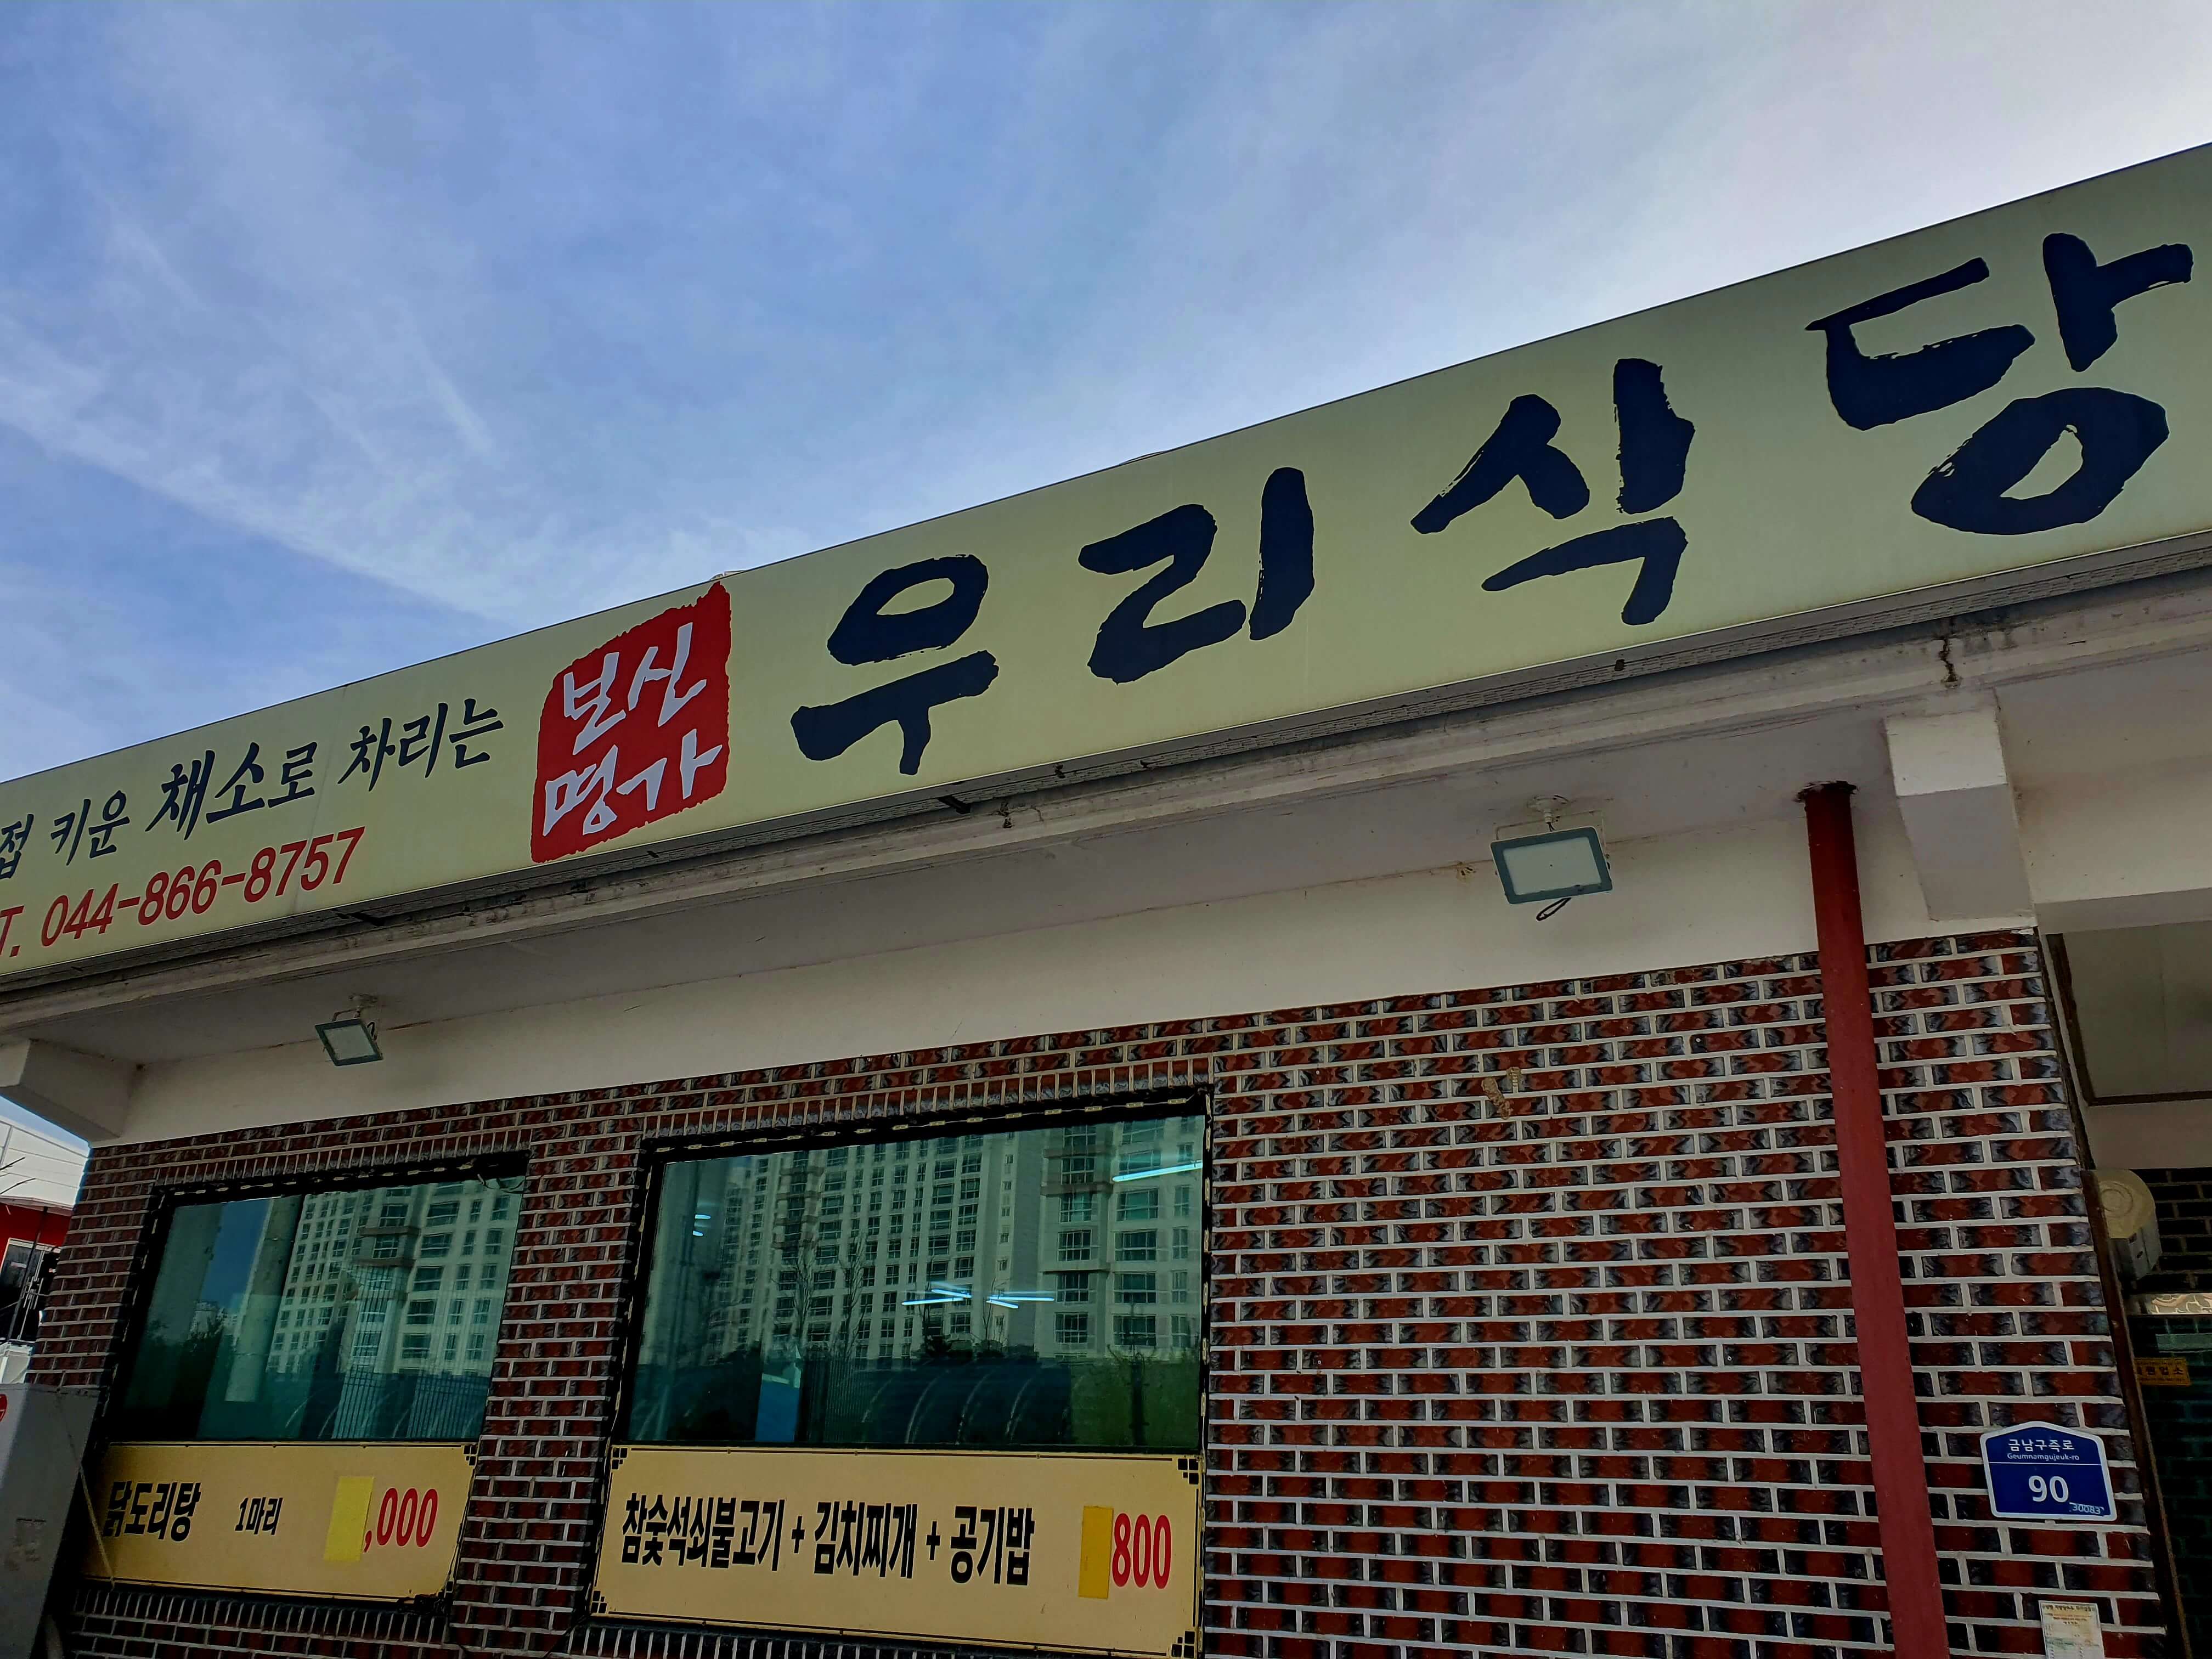 키운 채소로 차리는
T. 044-866-8757
보신
명가
우리식당
닭도리탕 1마리 ,000
참숯석쇠불고기 + 김치찌개 + 공기밥 800
금남구즉로
Geumnamgujeuk-ro
90
30083